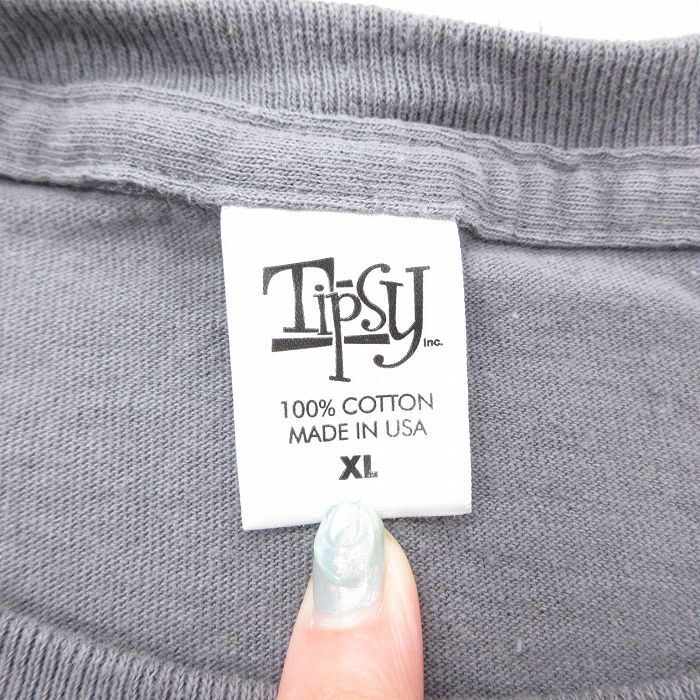 Tipsy Inc.
100% COTTON
MADE IN USA
XL